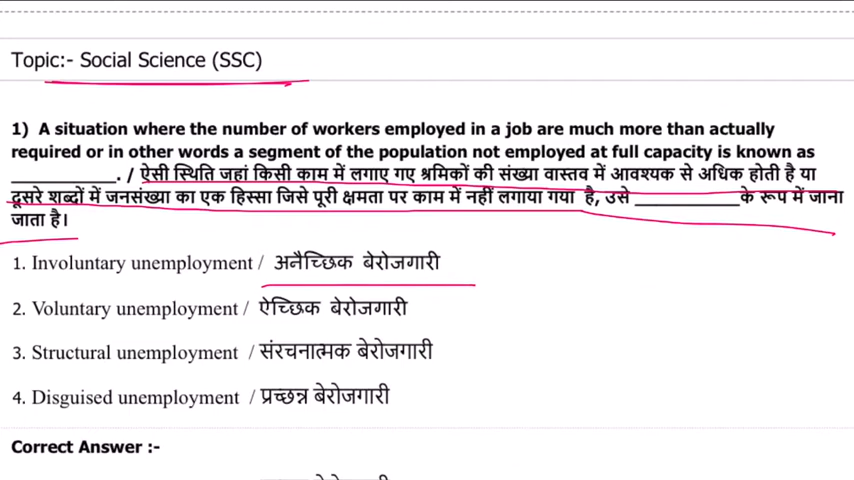 Topic:- Social Science (SSC)
1) A situation where the number of workers employed in a job are much more than actually
required or in other words a segment of the population not employed at full capacity is known as
____________. / ऐसी स्थिति जहां किसी काम में लगाए गए श्रमिकों की संख्या वास्तव में आवश्यक से अधिक होती है या
दूसरे शब्दों में जनसंख्या का एक हिस्सा जिसे पूरी क्षमता पर काम में नहीं लगाया गया है, उसे ____________के रूप में जाना
जाता है।
1. Involuntary unemployment / अनैच्छिक बेरोजगारी
2. Voluntary unemployment / ऐच्छिक बेरोजगारी
3. Structural unemployment / संरचनात्मक बेरोजगारी
4. Disguised unemployment / प्रच्छन्न बेरोजगारी
Correct Answer :-